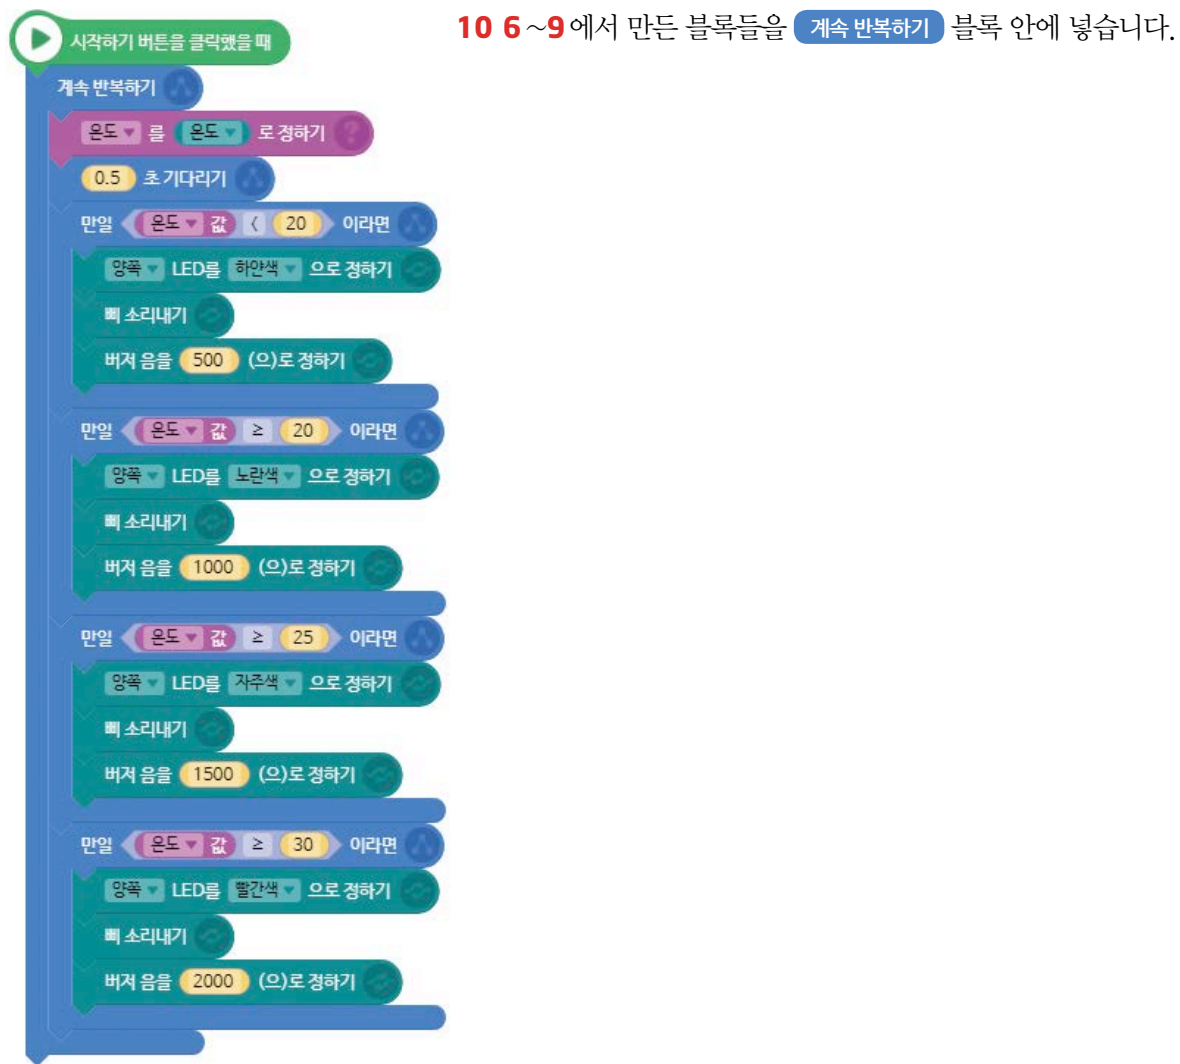 10 6~9에서 만든 블록들을 계속 반복하기 블록 안에 넣습니다.
시작하기 버튼을 클릭했을 때
계속 반복하기
온도 를 온도 로 정하기 ?
0.5 초 기다리기
만일 온도 값 < 20 이라면
양쪽 LED를 하얀색 으로 정하기
삐 소리내기
버저 음을 500 (으)로 정하기
만일 온도 값 ≥ 20 이라면
양쪽 LED를 노란색 으로 정하기
삐 소리내기
버저 음을 1000 (으)로 정하기
만일 온도 값 ≥ 25 이라면
양쪽 LED를 자주색 으로 정하기
삐 소리내기
버저 음을 1500 (으)로 정하기
만일 온도 값 ≥ 30 이라면
양쪽 LED를 빨간색 으로 정하기
삐 소리내기
버저 음을 2000 (으)로 정하기